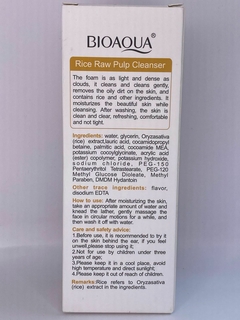 BIOAQUA®
Rice Raw Pulp Cleanser
The foam is as light and dense as
clouds, it cleans and cleans gently,
removes the oily dirt on the skin, and
contains rice and other ingredients. It
moisturizes the beautiful skin while
cleansing. After washing, the skin is
clean and clear, refreshing, comfortable
and not tight.
Ingredients: water, glycerin, Oryzasativa
(rice) extract,lauric acid, cocamidopropyl
betaine, palmitic acid, cocamide MEA,
potassium cocoylglycinate, acrylic acid
(ester) copolymer, potassium hydroxide,
sodium chloride, PEG-150
Pentaerythritol Tetrastearate, PEG-120
Methyl Glucose Dioleate, Methyl
Paraben, DMDM Hydantoin
Other trace ingredients: flavor,
disodium EDTA
How to use: After moisturizing the skin,
take an appropriate amount of water and
knead the lather, gently massage the
face in circular motions for a while, and
then wash it off with water.
Care and safety advice:
1.Before use, it is recommended to try it
on the skin behind the ear, if you feel
unwell,please stop using it;
2.Not for use by children under three
years of age;
3.Please keep it in a cool place, avoid
high temperature and direct sunlight;
4.Please keep it out of reach of children.
Remarks:Rice refers to Oryzasativa
(rice) extract in the ingredients.